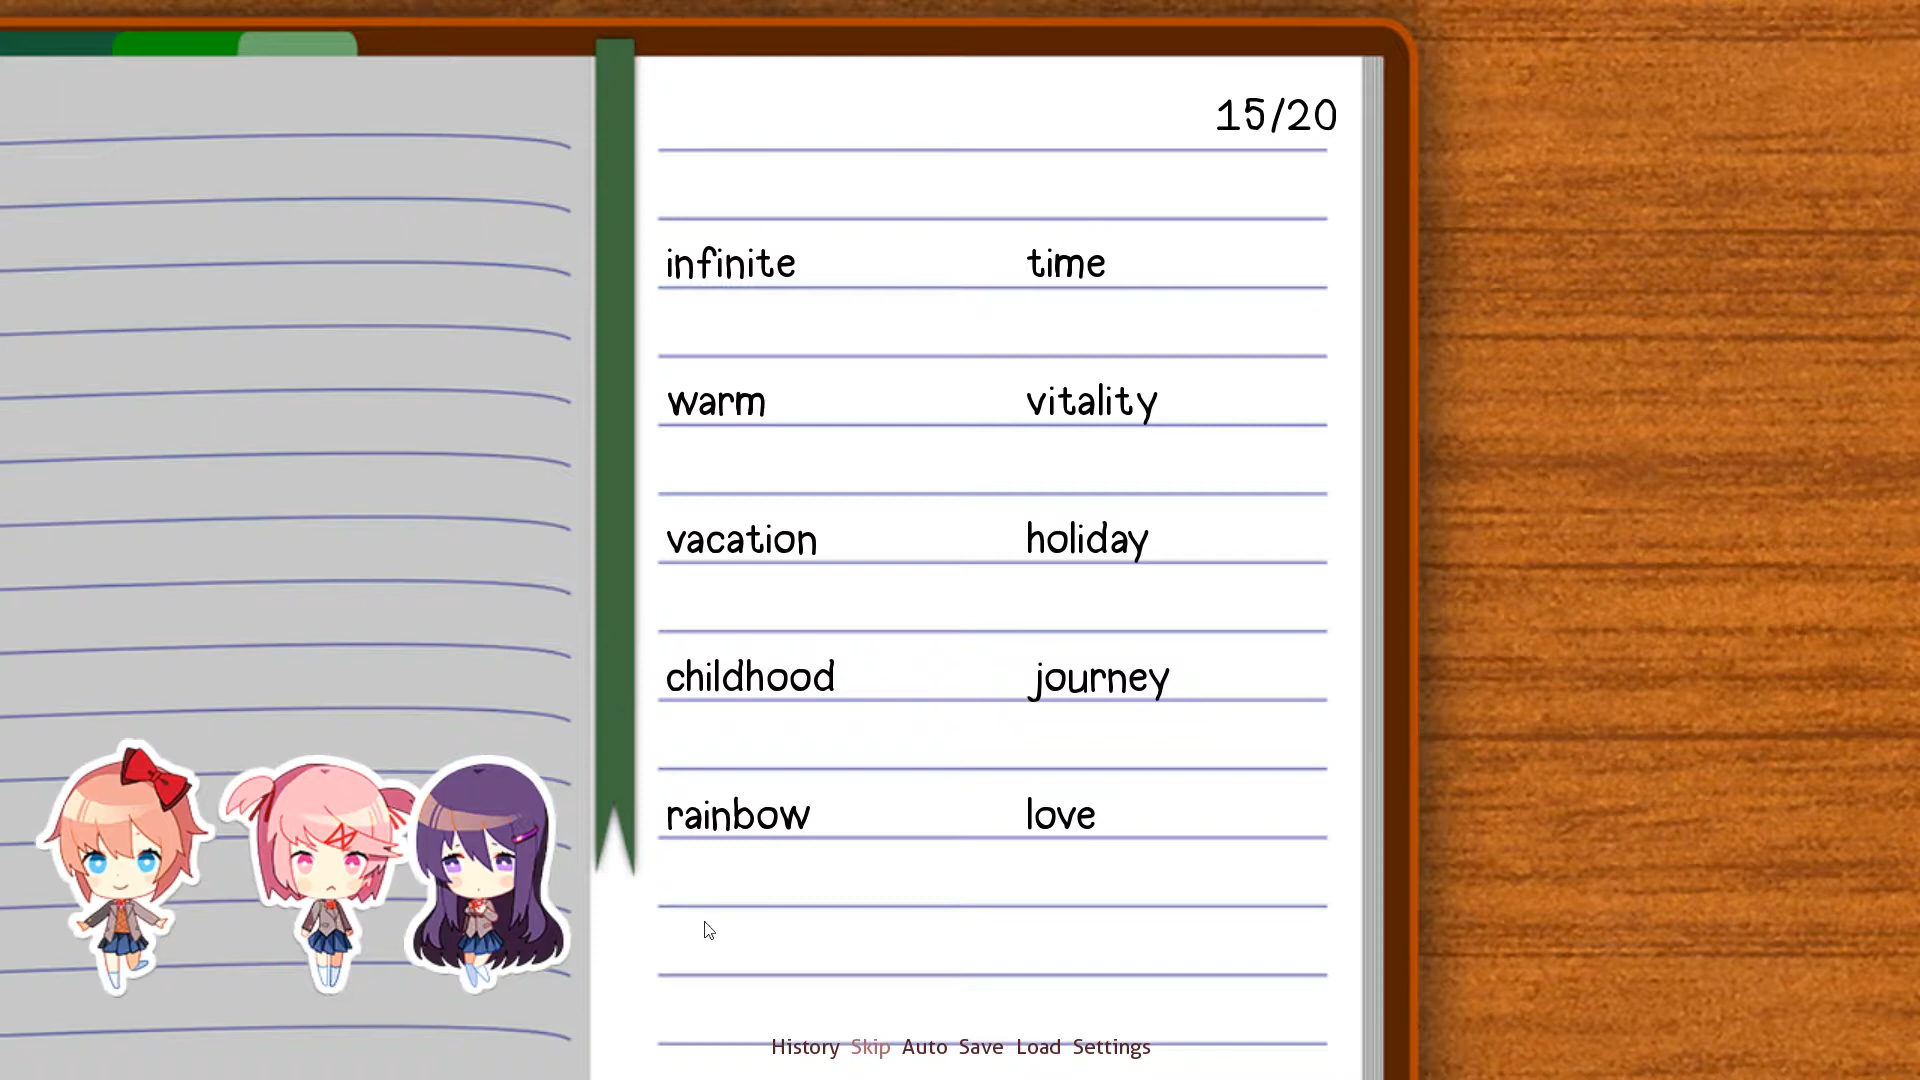 15/20
infinite time
warm vitality
vacation holiday
childhood journey
rainbow love
History Skip Auto Save Load Settings